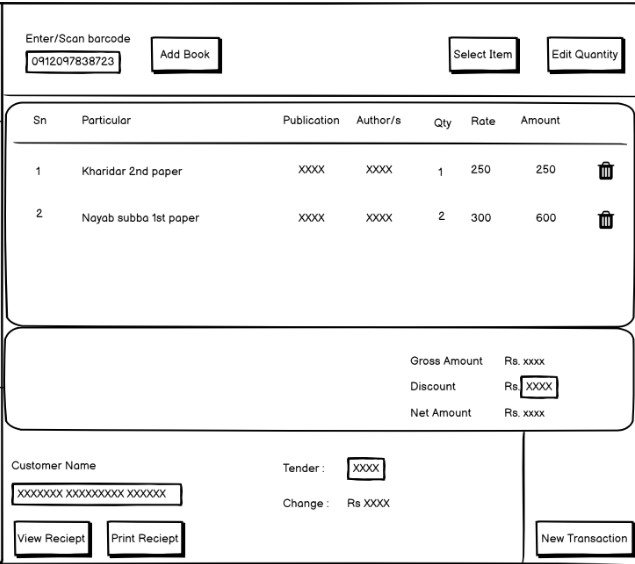 Enter/Scan barcode
0912097838723 Add Book Select Item Edit Quantity
Sn Particular Publication Author/s Qty Rate Amount
1 Kharidar 2nd paper XXXX XXXX 1 250 250
2 Nayab subba 1st paper XXXX XXXX 2 300 600
Gross Amount Rs. xxxx
Discount Rs. XXXX
Net Amount Rs. xxxx
Customer Name Tender : XXXX
XXXXXXX XXXXXXXXX XXXXXX
Change : Rs XXXX
View Reciept Print Reciept New Transaction